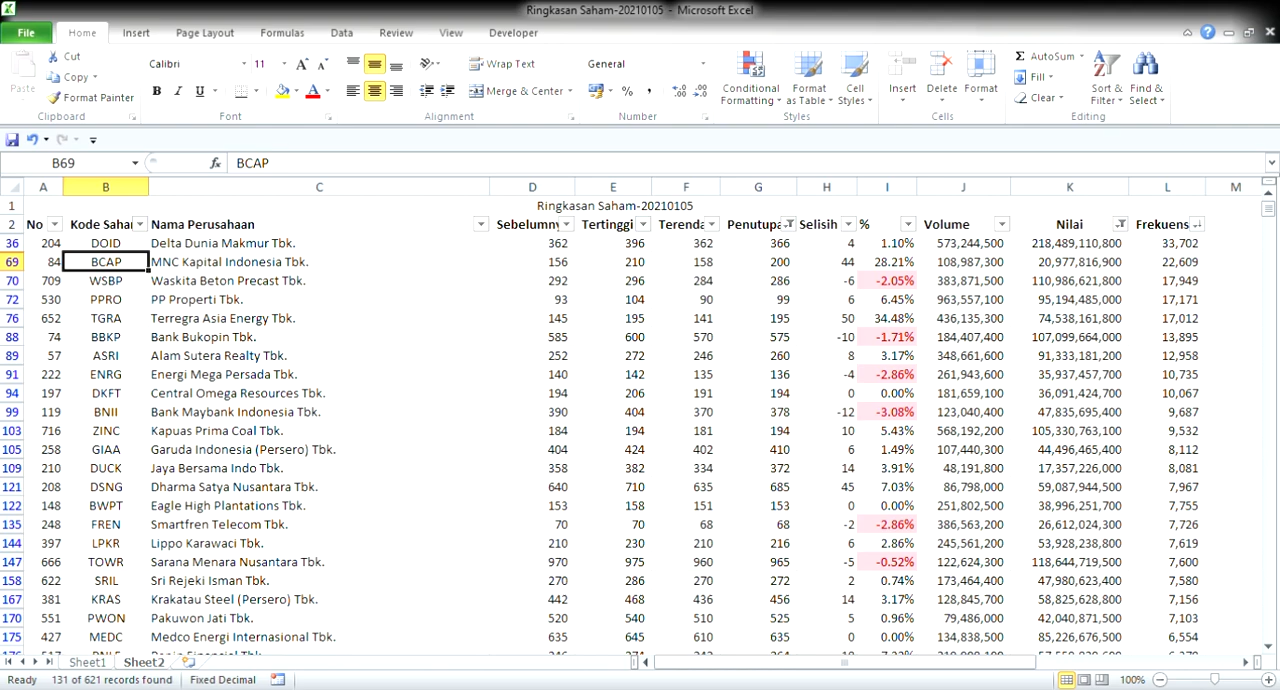 Ringkasan Saham-20210105 - Microsoft Excel
File Home Insert Page Layout Formulas Data Review View Developer
Paste Cut Copy Format Painter Clipboard
Calibri 11 B I U Font
Wrap Text Merge & Center Alignment
General % , Number
Conditional Formatting Format as Table Cell Styles Styles
Insert Delete Format Cells
Σ AutoSum Fill Clear Sort & Filter Find & Select Editing
B69 fx BCAP
A B C D E F G H I J K L M
1 Ringkasan Saham-20210105
2 No Kode Saha Nama Perusahaan Sebelumny Tertinggi Terenda Penutupa Selisih % Volume Nilai Frekuens
36 204 DOID Delta Dunia Makmur Tbk. 362 396 362 366 4 1.10% 573,244,500 218,489,110,800 33,702
69 84 BCAP MNC Kapital Indonesia Tbk. 156 210 158 200 44 28.21% 108,987,300 20,977,816,900 22,609
70 709 WSBP Waskita Beton Precast Tbk. 292 296 284 286 -6 -2.05% 383,871,500 110,986,621,800 17,949
72 530 PPRO PP Properti Tbk. 93 104 90 99 6 6.45% 963,557,100 95,194,485,000 17,171
76 652 TGRA Terregra Asia Energy Tbk. 145 195 141 195 50 34.48% 436,135,300 74,538,161,800 17,012
88 74 BBKP Bank Bukopin Tbk. 585 600 570 575 -10 -1.71% 184,407,400 107,099,664,000 13,895
89 57 ASRI Alam Sutera Realty Tbk. 252 272 246 260 8 3.17% 348,661,600 91,333,181,200 12,958
91 222 ENRG Energi Mega Persada Tbk. 140 142 135 136 -4 -2.86% 261,943,600 35,937,457,700 10,735
94 197 DKFT Central Omega Resources Tbk. 194 206 191 194 0 0.00% 181,659,100 36,091,424,700 10,067
99 119 BNII Bank Maybank Indonesia Tbk. 390 404 370 378 -12 -3.08% 123,040,400 47,835,695,400 9,687
103 716 ZINC Kapuas Prima Coal Tbk. 184 194 181 194 10 5.43% 568,192,200 105,330,763,100 9,532
105 258 GIAA Garuda Indonesia (Persero) Tbk. 404 424 402 410 6 1.49% 107,440,300 44,496,465,400 8,112
109 210 DUCK Jaya Bersama Indo Tbk. 358 382 334 372 14 3.91% 48,191,800 17,357,226,000 8,081
121 208 DSNG Dharma Satya Nusantara Tbk. 640 710 635 685 45 7.03% 86,798,000 59,087,944,500 7,967
122 148 BWPT Eagle High Plantations Tbk. 153 158 151 153 0 0.00% 251,802,500 38,996,251,700 7,755
135 248 FREN Smartfren Telecom Tbk. 70 70 68 68 -2 -2.86% 386,563,200 26,612,024,300 7,726
144 397 LPKR Lippo Karawaci Tbk. 210 230 210 216 6 2.86% 245,561,200 53,928,238,800 7,619
147 666 TOWR Sarana Menara Nusantara Tbk. 970 975 960 965 -5 -0.52% 122,624,300 118,644,719,500 7,600
158 622 SRIL Sri Rejeki Isman Tbk. 270 286 270 272 2 0.74% 173,464,400 47,980,623,400 7,580
167 381 KRAS Krakatau Steel (Persero) Tbk. 442 468 436 456 14 3.17% 128,845,700 58,825,628,800 7,156
170 551 PWON Pakuwon Jati Tbk. 520 540 510 525 5 0.96% 79,486,000 42,040,871,500 7,103
175 427 MEDC Medco Energi Internasional Tbk. 635 645 610 635 0 0.00% 134,838,500 85,226,676,500 6,554
Sheet1 Sheet2
Ready 131 of 621 records found Fixed Decimal 100%